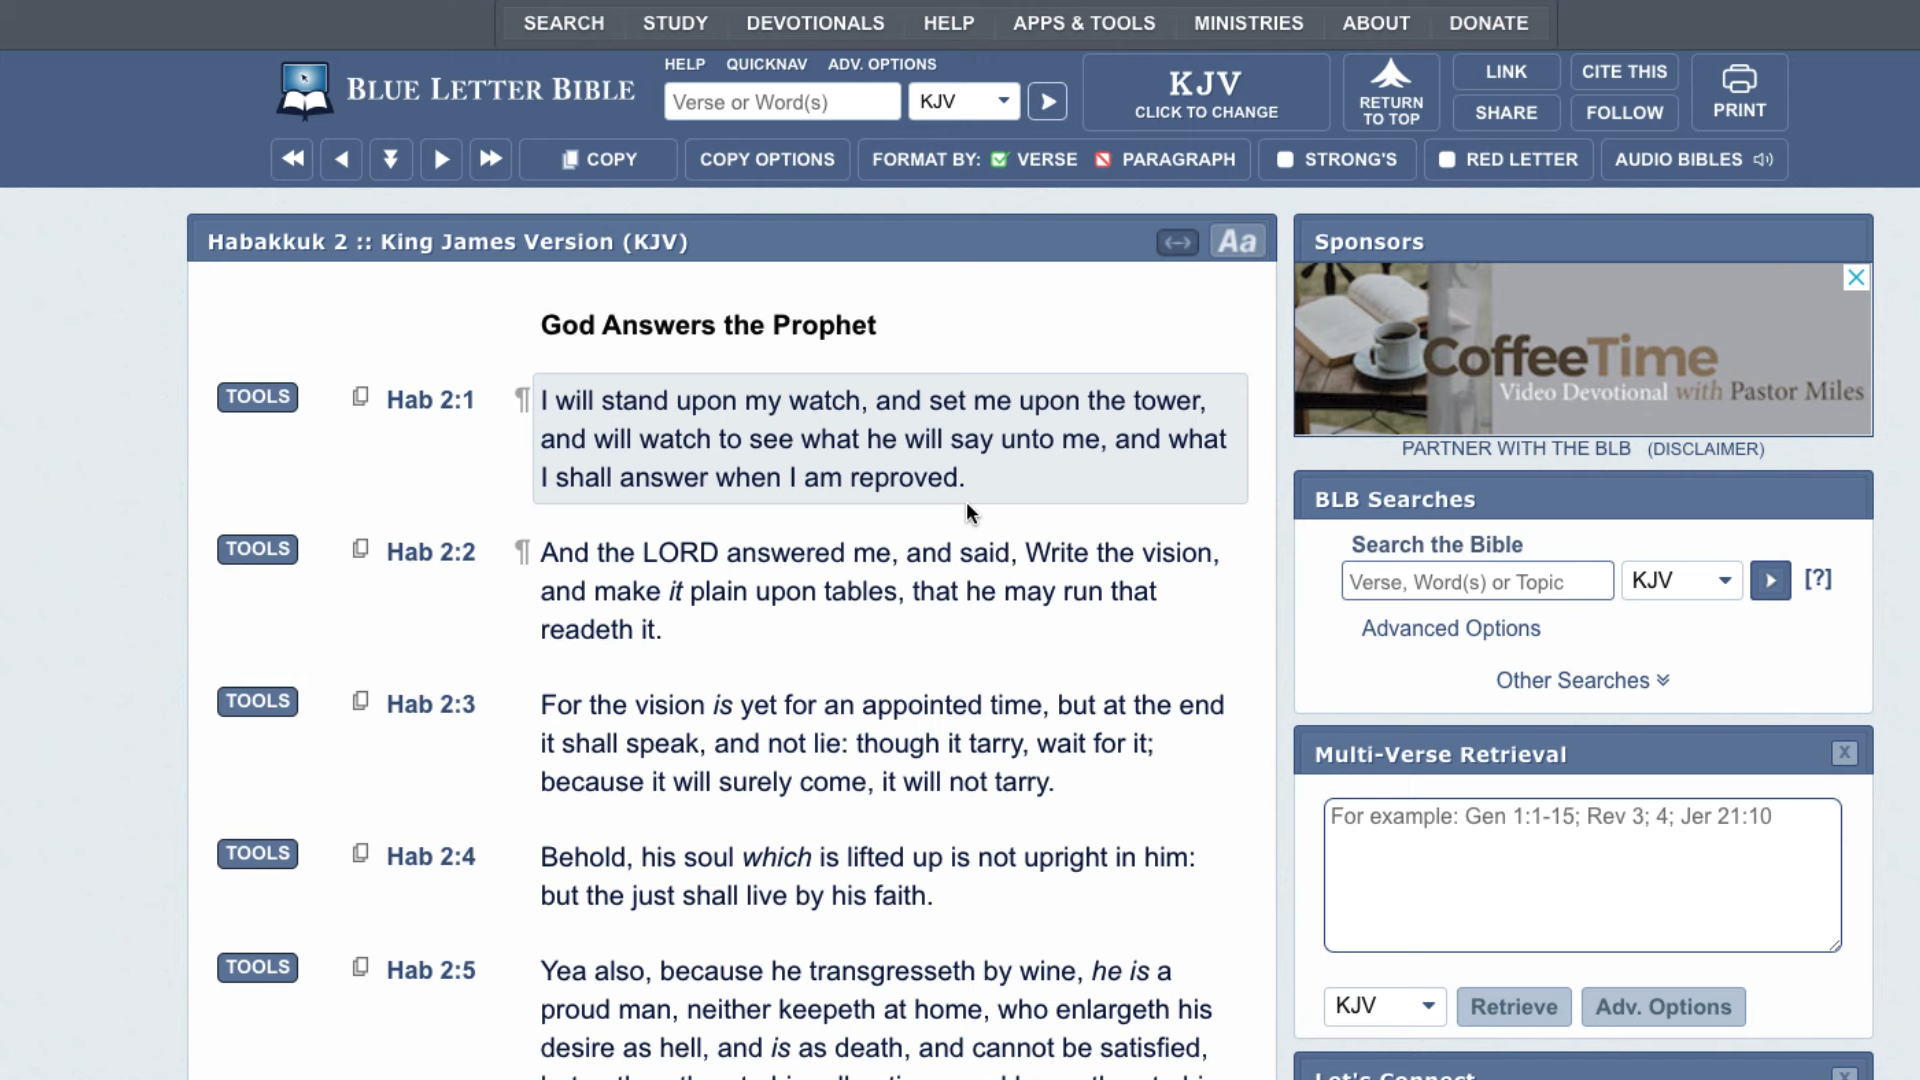 SEARCH STUDY DEVOTIONALS HELP APPS & TOOLS MINISTRIES ABOUT DONATE
BLUE LETTER BIBLE
HELP QUICKNAV ADV. OPTIONS
Verse or Word(s) KJV
KJV
CLICK TO CHANGE
RETURN
TO TOP
LINK
CITE THIS
SHARE
FOLLOW
PRINT
COPY COPY OPTIONS FORMAT BY: VERSE PARAGRAPH STRONG'S RED LETTER AUDIO BIBLES
Habakkuk 2 :: King James Version (KJV) Aa
God Answers the Prophet
TOOLS Hab 2:1 ¶ I will stand upon my watch, and set me upon the tower,
and will watch to see what he will say unto me, and what
I shall answer when I am reproved.
TOOLS Hab 2:2 ¶ And the LORD answered me, and said, Write the vision,
and make it plain upon tables, that he may run that
readeth it.
TOOLS Hab 2:3 For the vision is yet for an appointed time, but at the end
it shall speak, and not lie: though it tarry, wait for it;
because it will surely come, it will not tarry.
TOOLS Hab 2:4 Behold, his soul which is lifted up is not upright in him:
but the just shall live by his faith.
TOOLS Hab 2:5 Yea also, because he transgresseth by wine, he is a
proud man, neither keepeth at home, who enlargeth his
desire as hell, and is as death, and cannot be satisfied,
Sponsors
CoffeeTime
Video Devotional with Pastor Miles
PARTNER WITH THE BLB (DISCLAIMER)
BLB Searches
Search the Bible
Verse, Word(s) or Topic KJV [?]
Advanced Options
Other Searches
Multi-Verse Retrieval X
For example: Gen 1:1-15; Rev 3; 4; Jer 21:10
KJV Retrieve Adv. Options
Let's Connect X